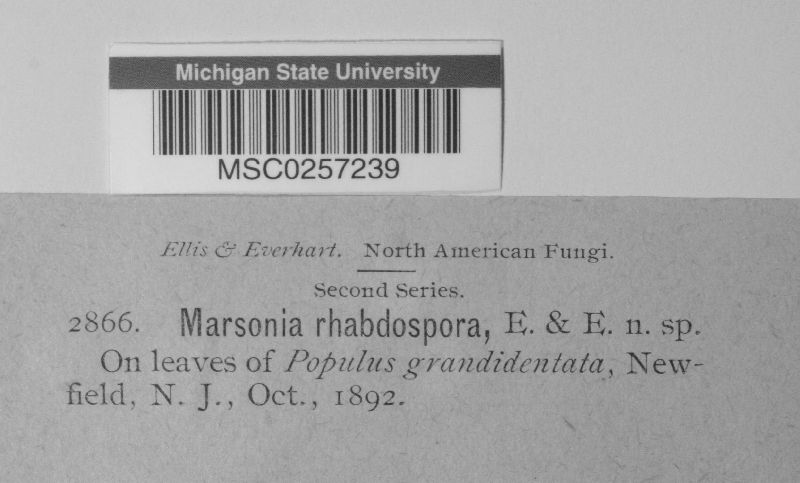 Michigan State University
MSC0257239
Ellis & Everhart. North American Fungi.
Second Series.
2866. Marsonia rhabdospora, E. & E. n. sp.
On leaves of Populus grandidentata, New-
field, N. J., Oct., 1892.